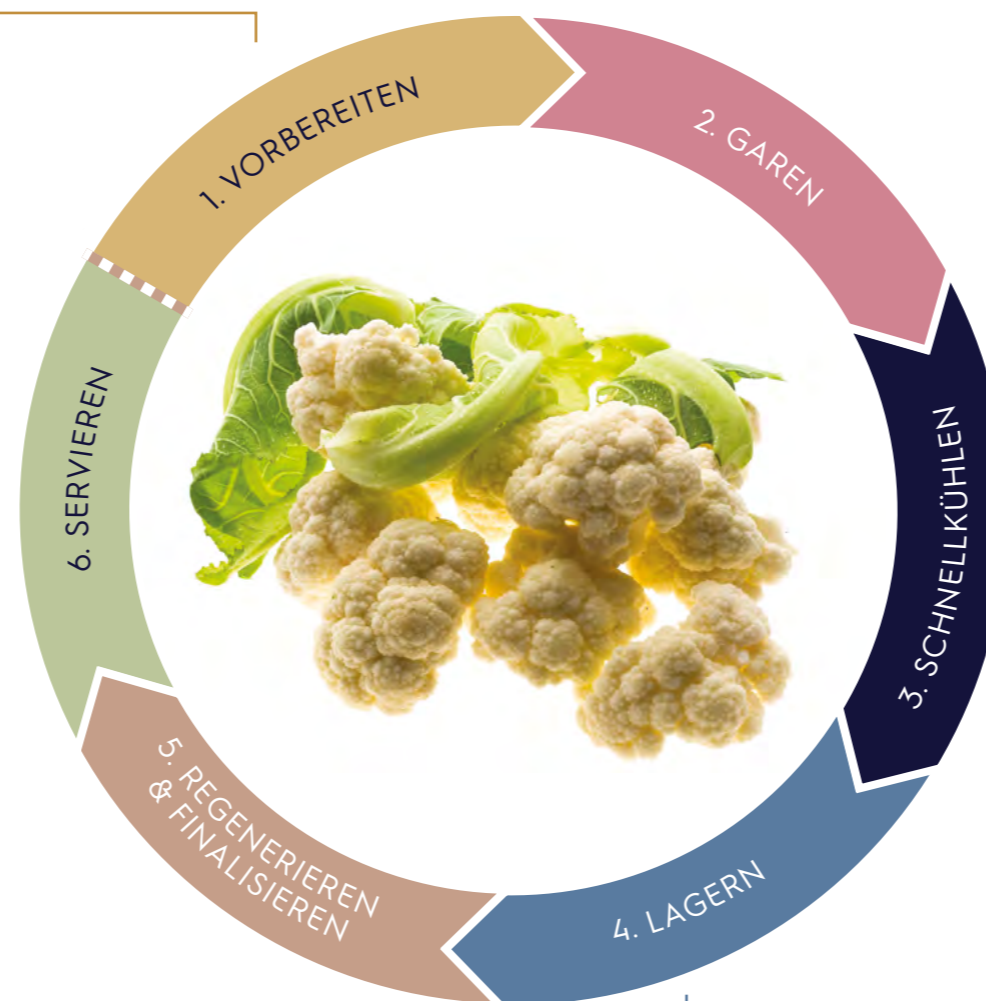 1. VORBEREITEN
2. GAREN
3. SCHNELLKÜHLEN
4. LAGERN
5. REGENERIEREN
& FINALISIEREN
6. SERVIEREN